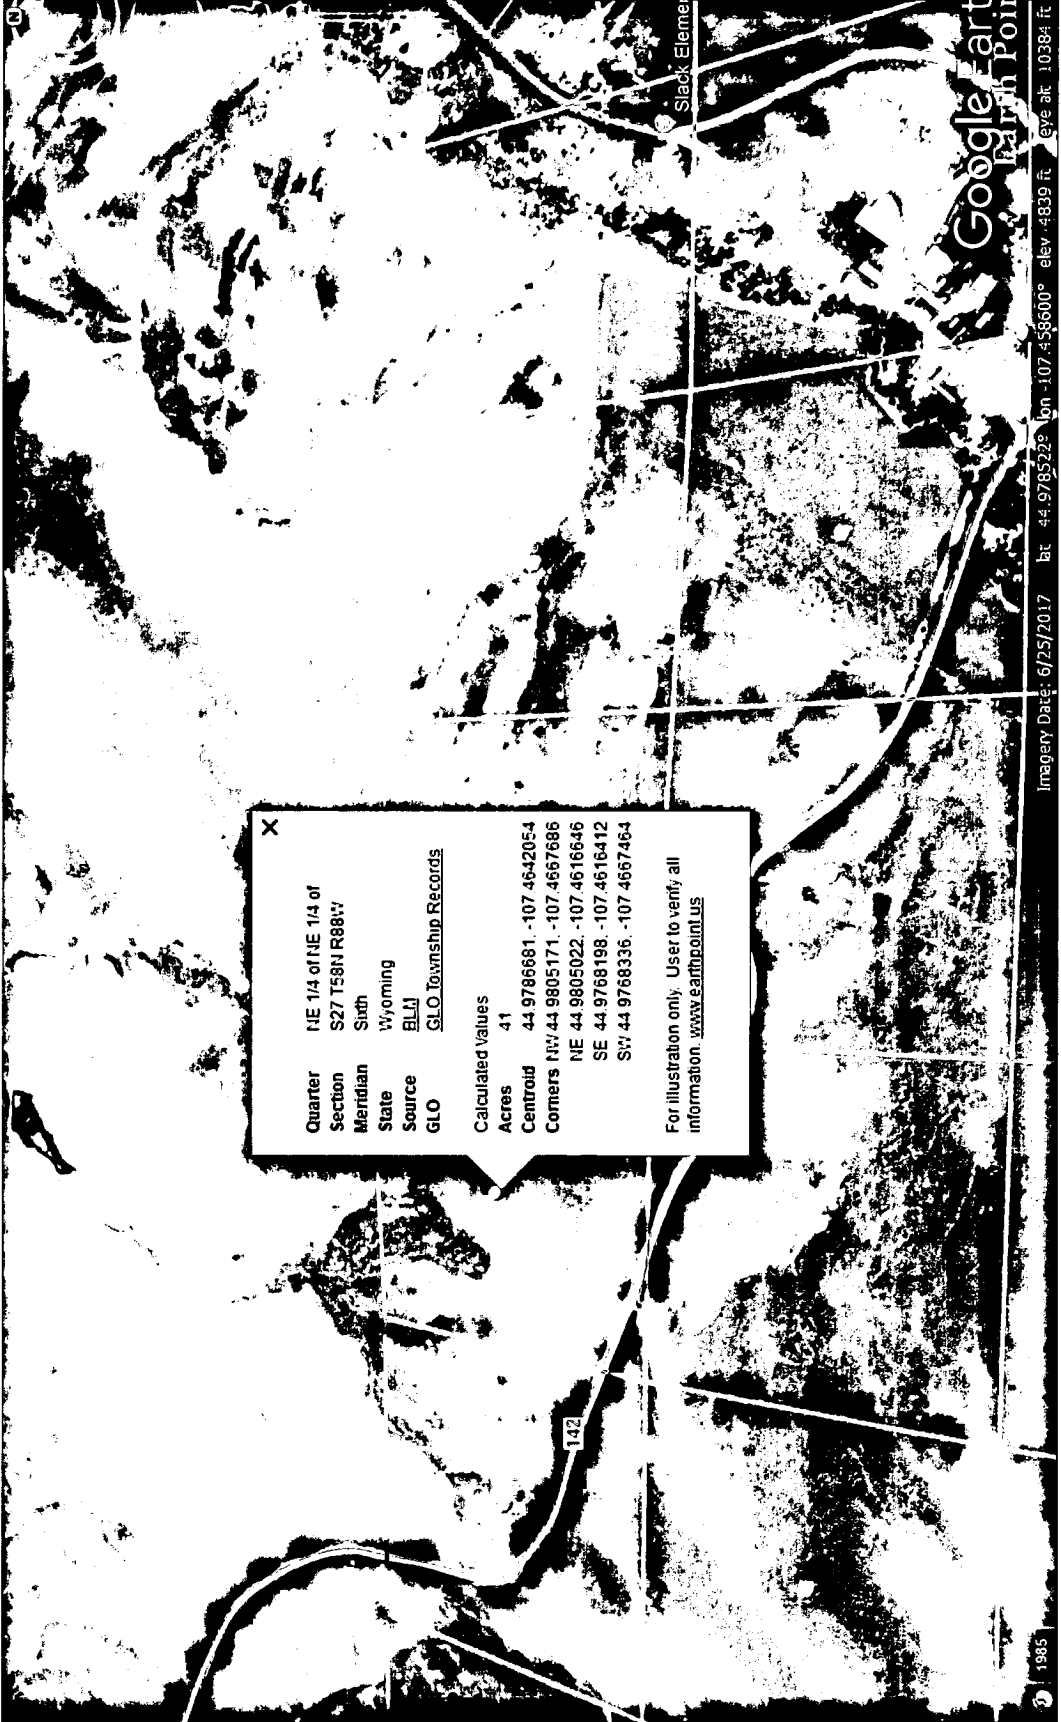 Quarter NE 1/4 of NE 1/4 of
Section S27 T58N R88W
Meridian Sixth
State Wyoming
Source BLM
GLO GLO Township Records
Calculated Values
Acres 41
Centroid 44.9786681, -107.4642054
Corners NW 44.9805171, -107.4667686
NE 44.9805022, -107.4616646
SE 44.9768198, -107.4616412
SW 44.9768336, -107.4667464
For illustration only. User to verify all
information. www.earthpoint.us
142
Slack Elemen
Google Eart
Earth Poin
1985
Imagery Date: 6/25/2017 lat 44.978522° lon -107.458600° elev 4839 ft eye alt 10384 ft
N